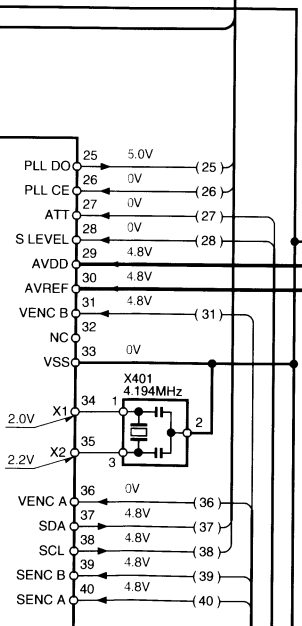 PLL DO 25 5.0V (25)
PLL CE 26 0V (26)
ATT 27 0V (27)
S LEVEL 28 0V (28)
AVDD 29 4.8V
AVREF 30 4.8V
VENC B 31 4.8V (31)
NC 32
VSS 33 0V
X401
4.194MHz
X1 34 1
2.0V 2
X2 35 3
2.2V
VENC A 36 0V (36)
SDA 37 4.8V (37)
SCL 38 4.8V (38)
SENC B 39 4.8V (39)
SENC A 40 4.8V (40)